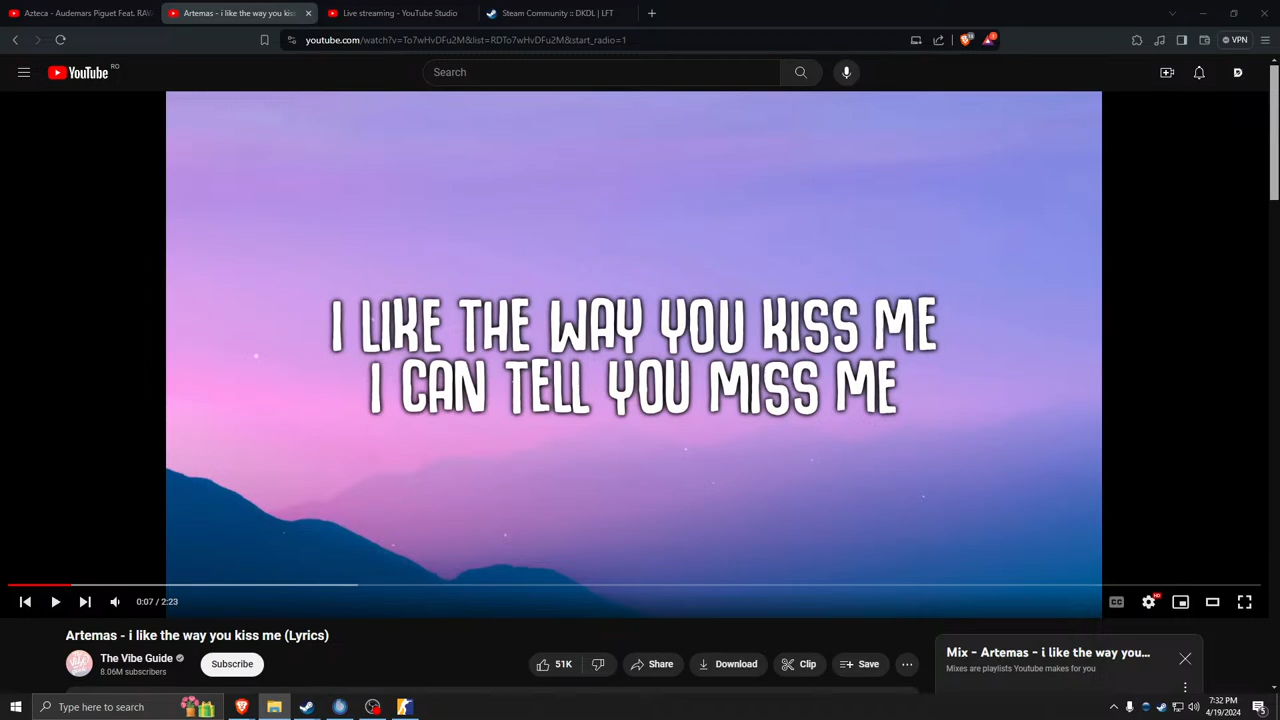 Azteca - Audemars Piguet Feat. RAV
Artemas - i like the way you kis
Live streaming - YouTube Studio
Steam Community :: DKDL | LFT
youtube.com/watch?v=To7wHvDFu2M&list=RDTo7wHvDFu2M&start_radio=1
VPN
YouTube RO
Search
I LIKE THE WAY YOU KISS ME
I CAN TELL YOU MISS ME
0:07 / 2:23
CC
HD
Artemas - i like the way you kiss me (Lyrics)
The Vibe Guide
8.06M subscribers
Subscribe
51K
Share
Download
Clip
Save
Mix - Artemas - i like the way you...
Mixes are playlists Youtube makes for you
Type here to search
7:32 PM
4/19/2024